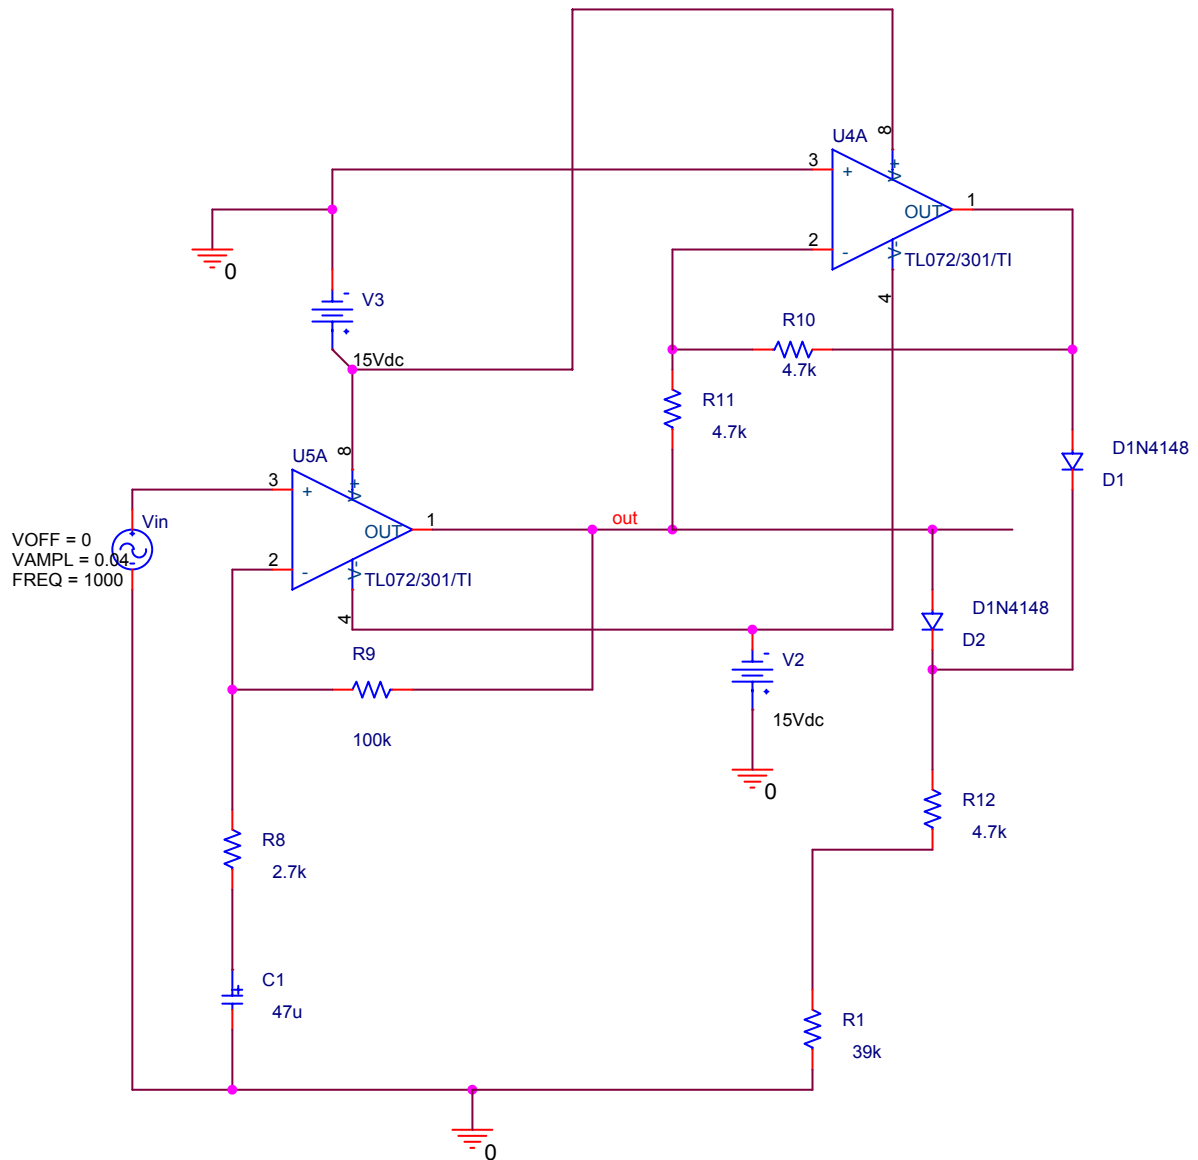 U4A
8
3
+
V+
OUT
1
2
-
V-
TL072/301/TI
4
0
-
V3
+
15Vdc
R10
4.7k
R11
4.7k
D1N4148
D1
U5A
8
3
+
V+
OUT
1
out
2
-
V-
TL072/301/TI
4
Vin
+
-
VOFF = 0
VAMPL = 0.04
FREQ = 1000
D1N4148
D2
R9
100k
-
V2
+
15Vdc
0
R12
4.7k
R8
2.7k
C1
+
47u
R1
39k
0